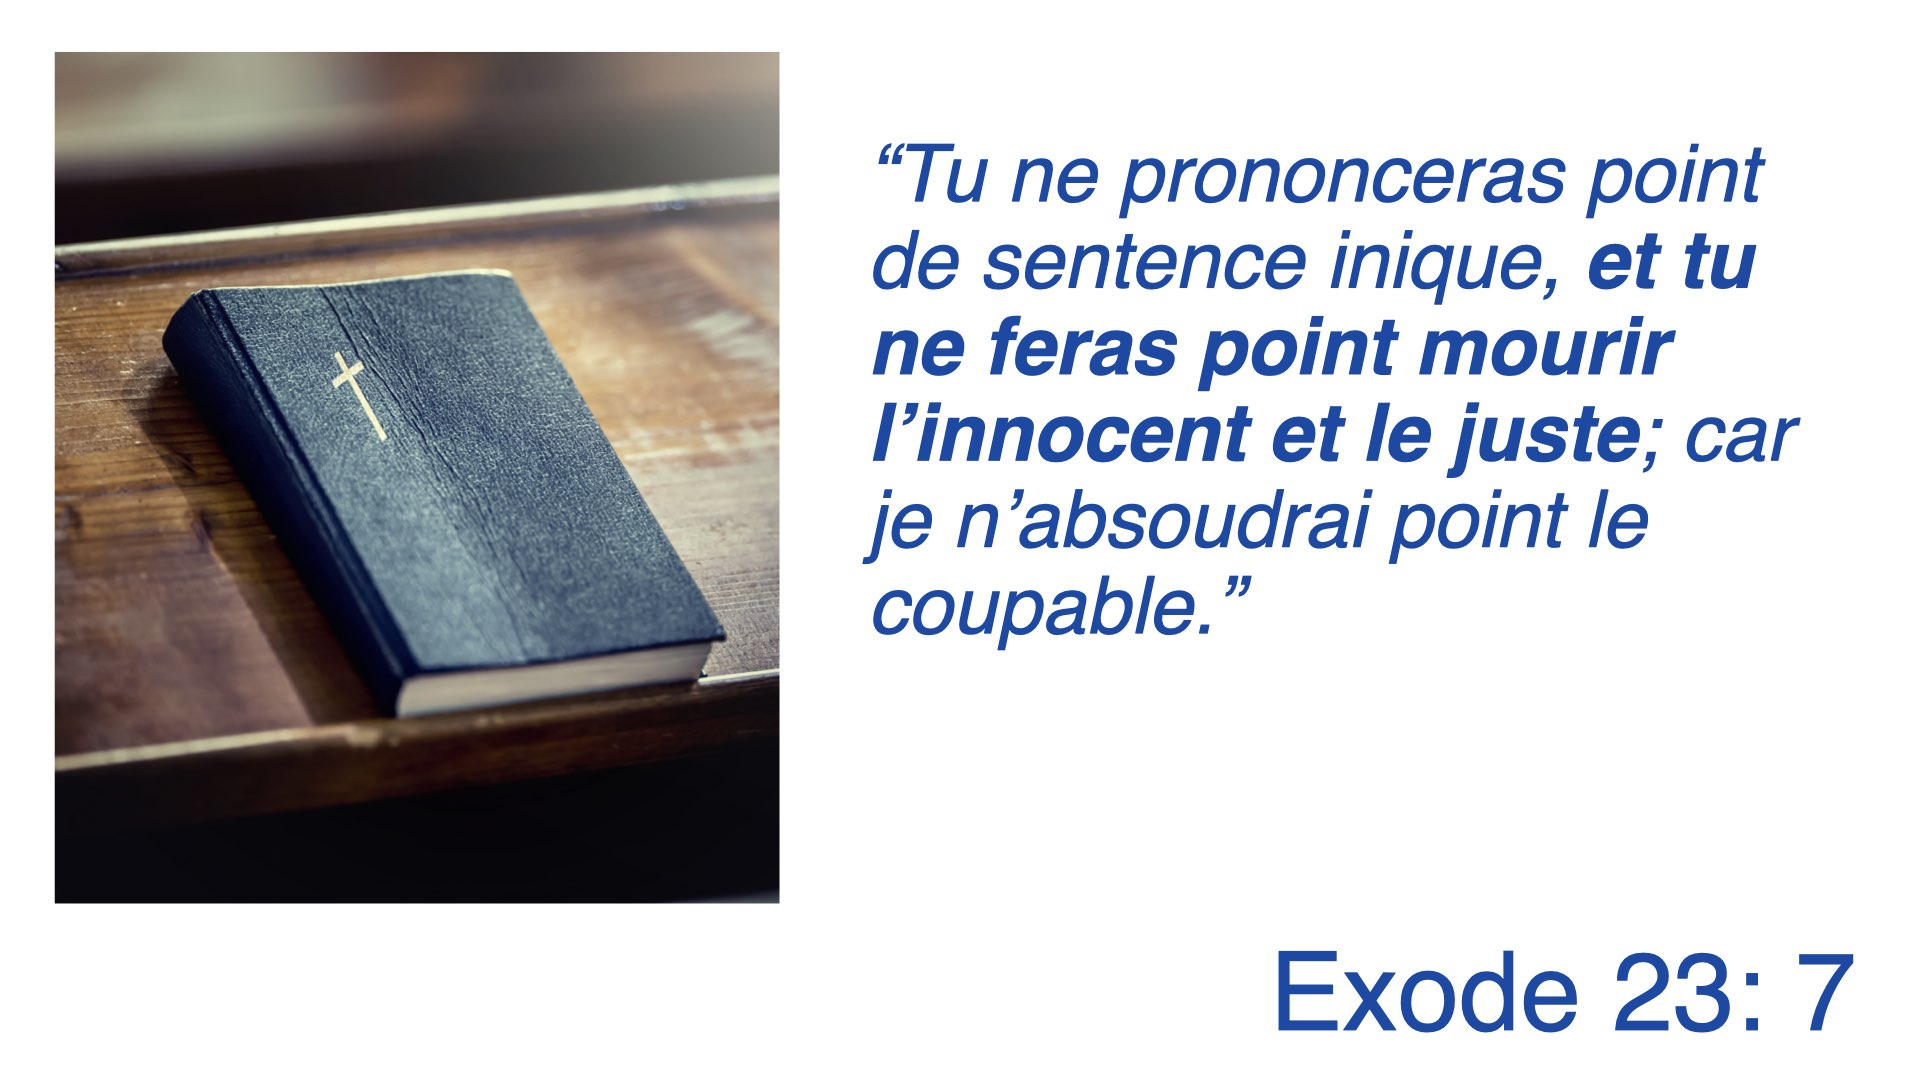 “Tu ne prononceras point
de sentence inique, et tu
ne feras point mourir
l’innocent et le juste; car
je n’absoudrai point le
coupable.”
Exode 23: 7